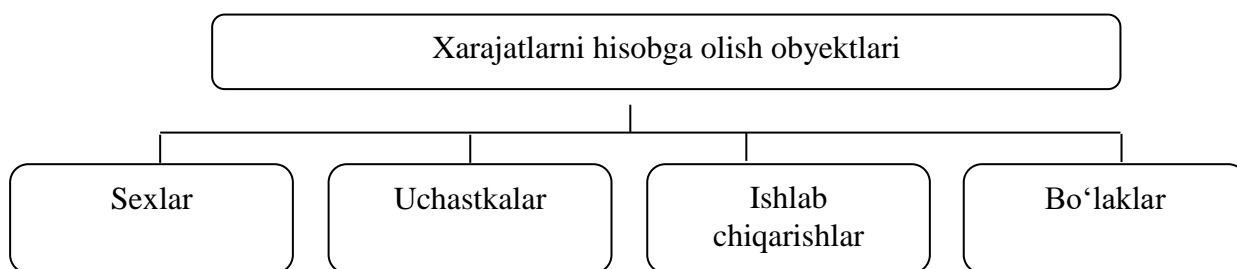 Xarajatlarni hisobga olish obyektlari
Sexlar
Uchastkalar
Ishlab
chiqarishlar
Bo‘laklar